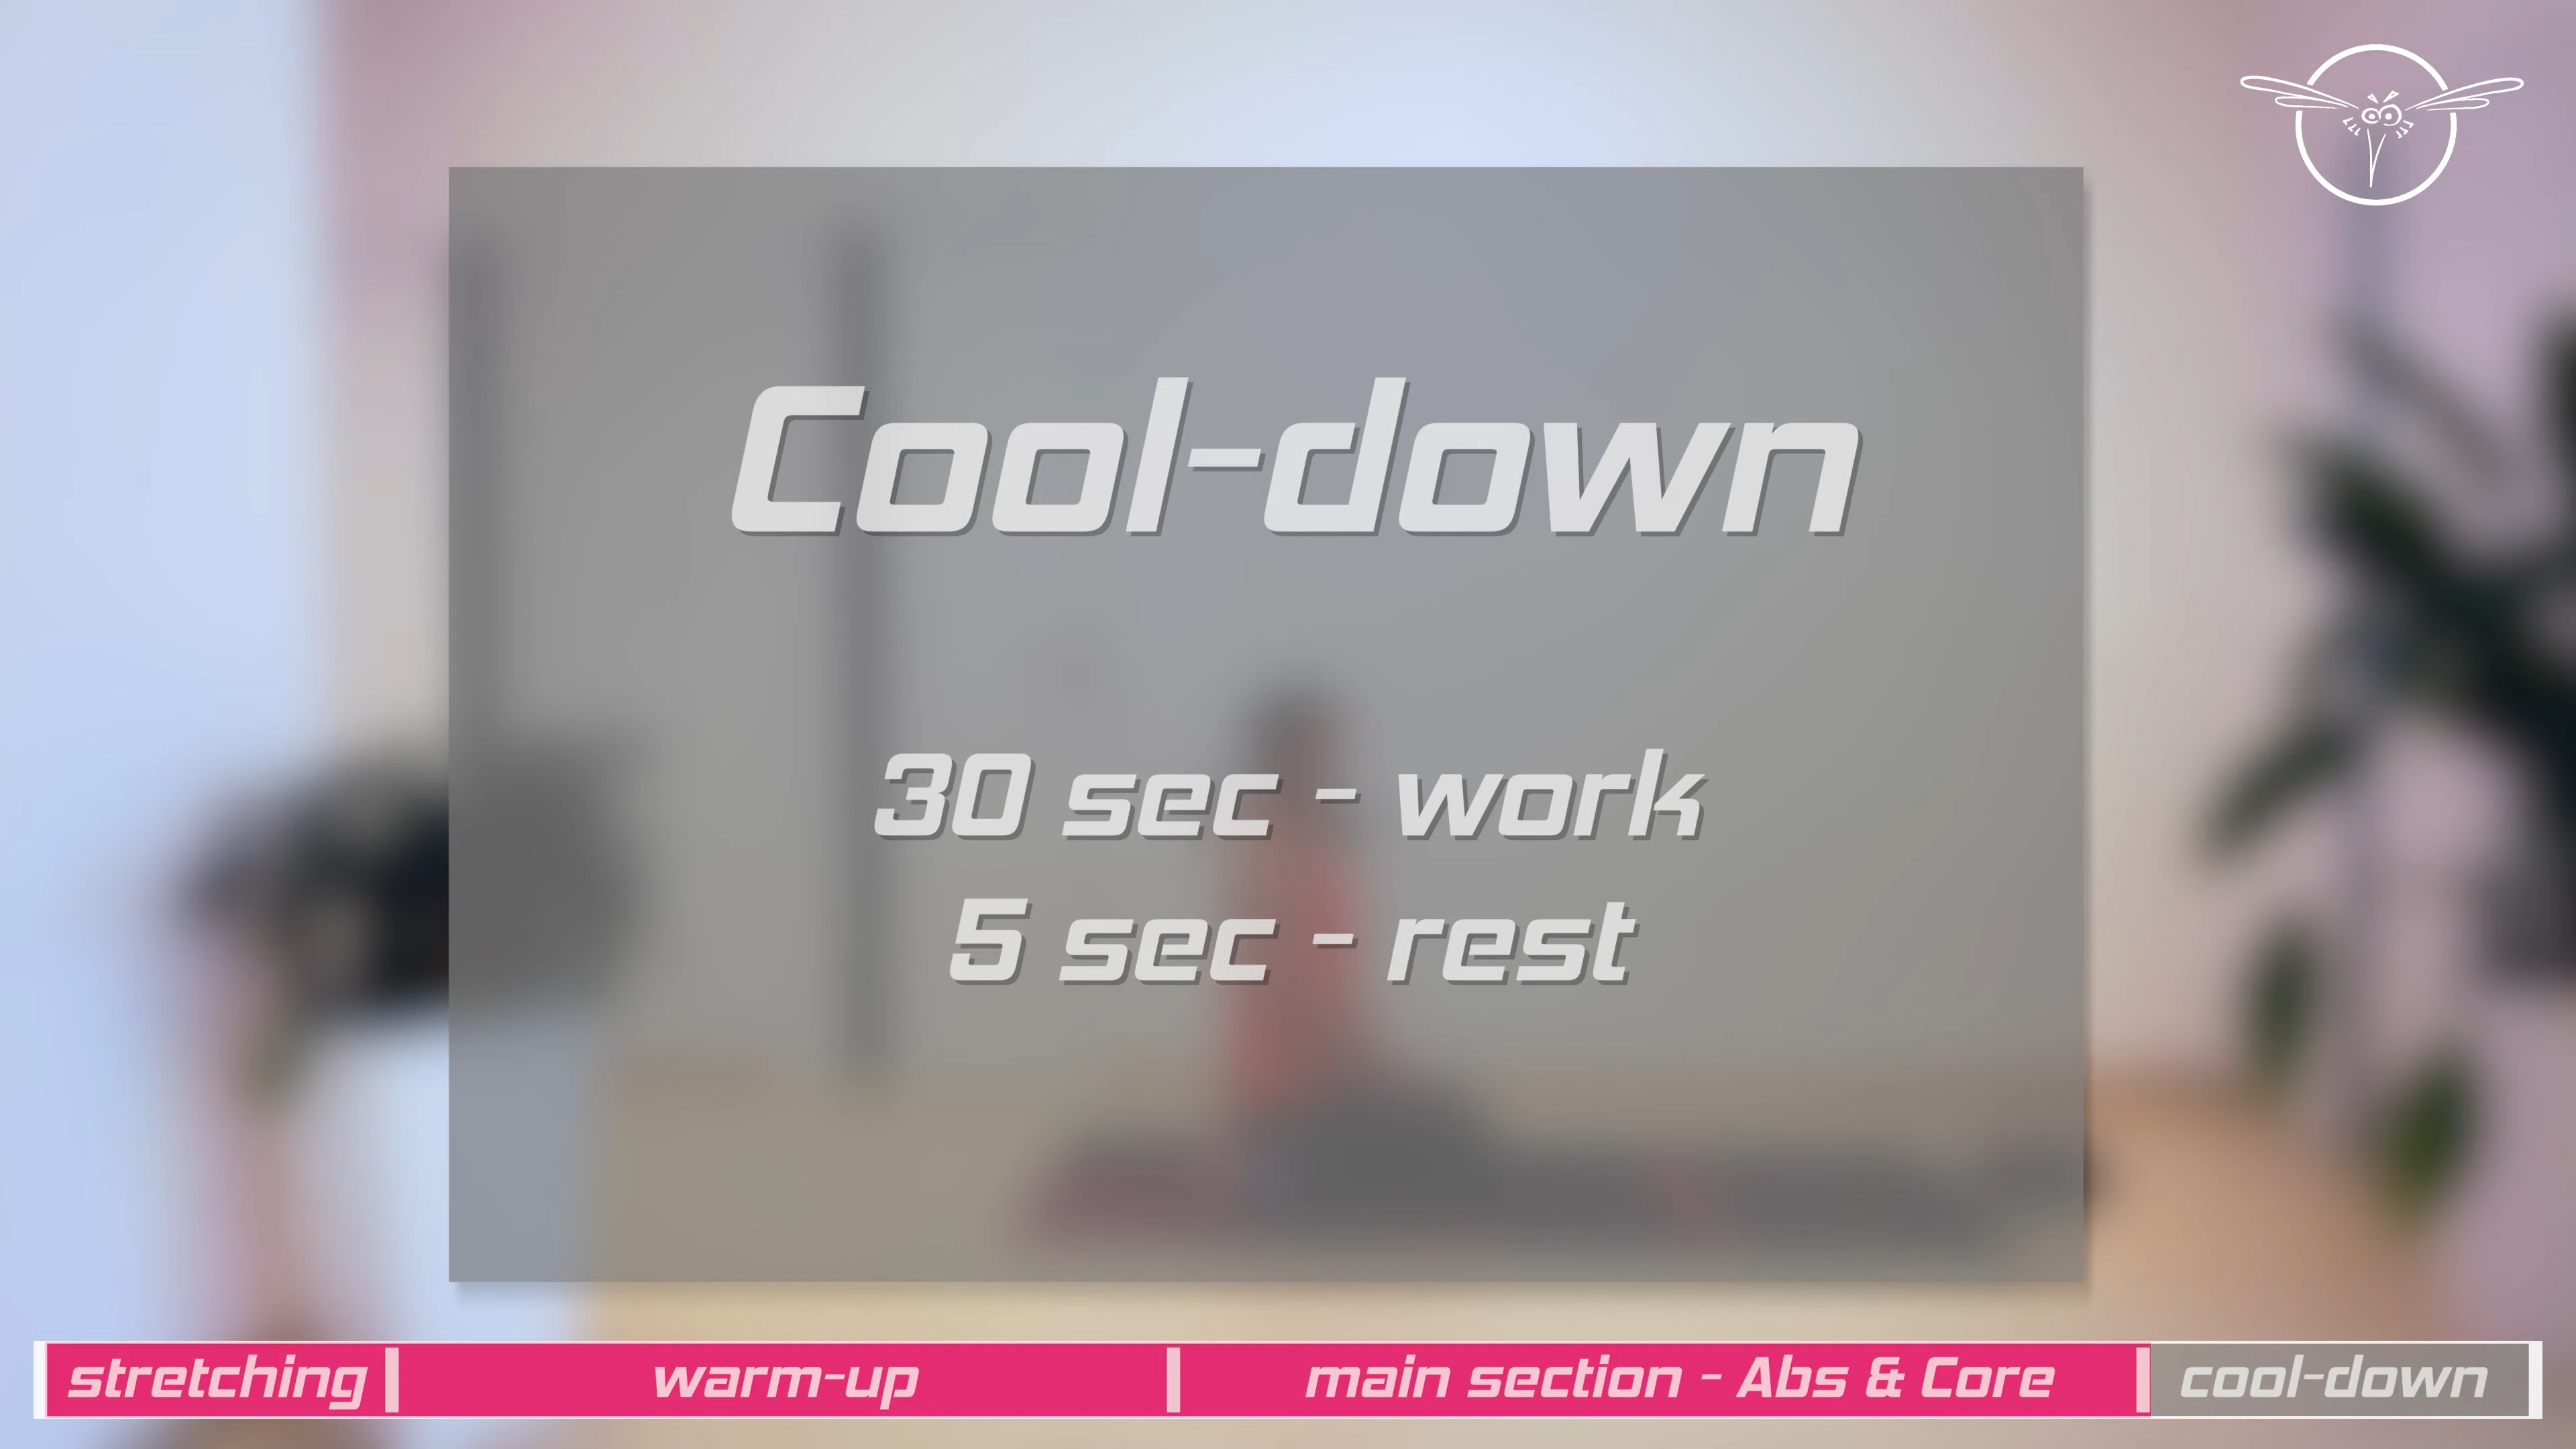 Cool-down
30 sec - work
5 sec - rest
stretching
warm-up
main section - Abs & Core
cool-down